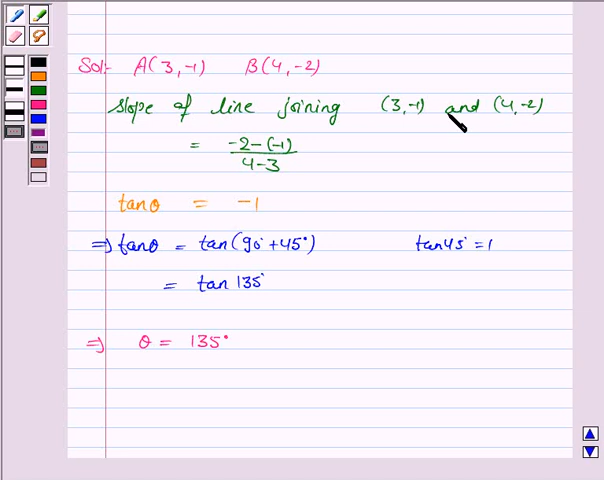 Sol:- A(3,-1) B(4,-2)
Slope of line joining (3,-1) and (4,-2)
= -2-(-1) / 4-3
tanθ = -1
⇒ tanθ = tan(90°+45°) tan45° = 1
= tan 135°
⇒ θ = 135°